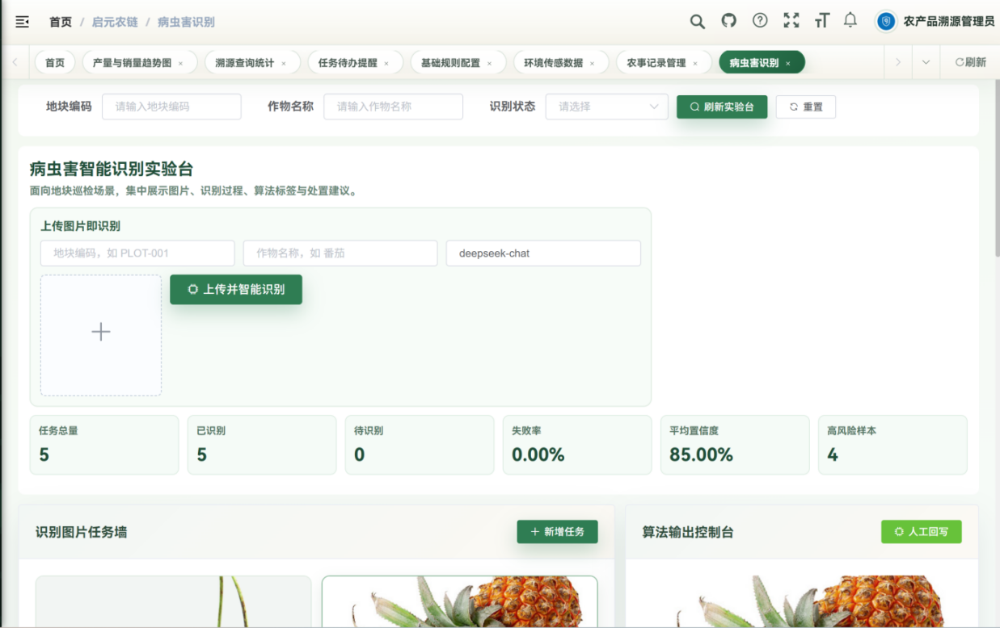 首页 / 启元农链 / 病虫害识别
农产品溯源管理员
首页 产量与销量趋势图 × 溯源查询统计 × 任务待办提醒 × 基础规则配置 × 环境传感数据 × 农事记录管理 × 病虫害识别 × 刷新
地块编码 请输入地块编码 作物名称 请输入作物名称 识别状态 请选择 刷新实验台 重置
病虫害智能识别实验台
面向地块巡检场景，集中展示图片、识别过程、算法标签与处置建议。
上传图片即识别
地块编码，如 PLOT-001 作物名称，如 番茄 deepseek-chat
上传并智能识别
任务总量 已识别 待识别 失败率 平均置信度 高风险样本
5 5 0 0.00% 85.00% 4
识别图片任务墙 + 新增任务 算法输出控制台 人工回写